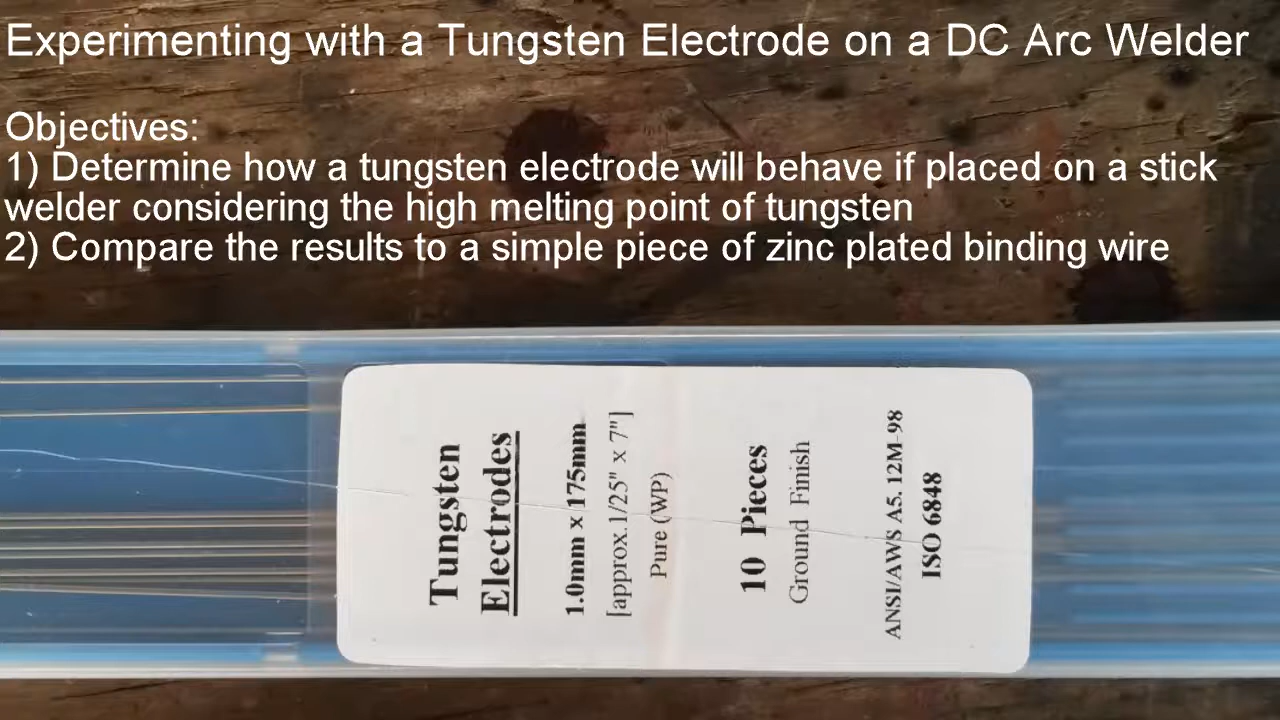 Experimenting with a Tungsten Electrode on a DC Arc Welder
Objectives:
1) Determine how a tungsten electrode will behave if placed on a stick
welder considering the high melting point of tungsten
2) Compare the results to a simple piece of zinc plated binding wire
Tungsten
Electrodes
1.0mm x 175mm
[approx.1/25" x 7"]
Pure (WP)
10 Pieces
Ground Finish
ANSI/AWS A5. 12M-98
ISO 6848